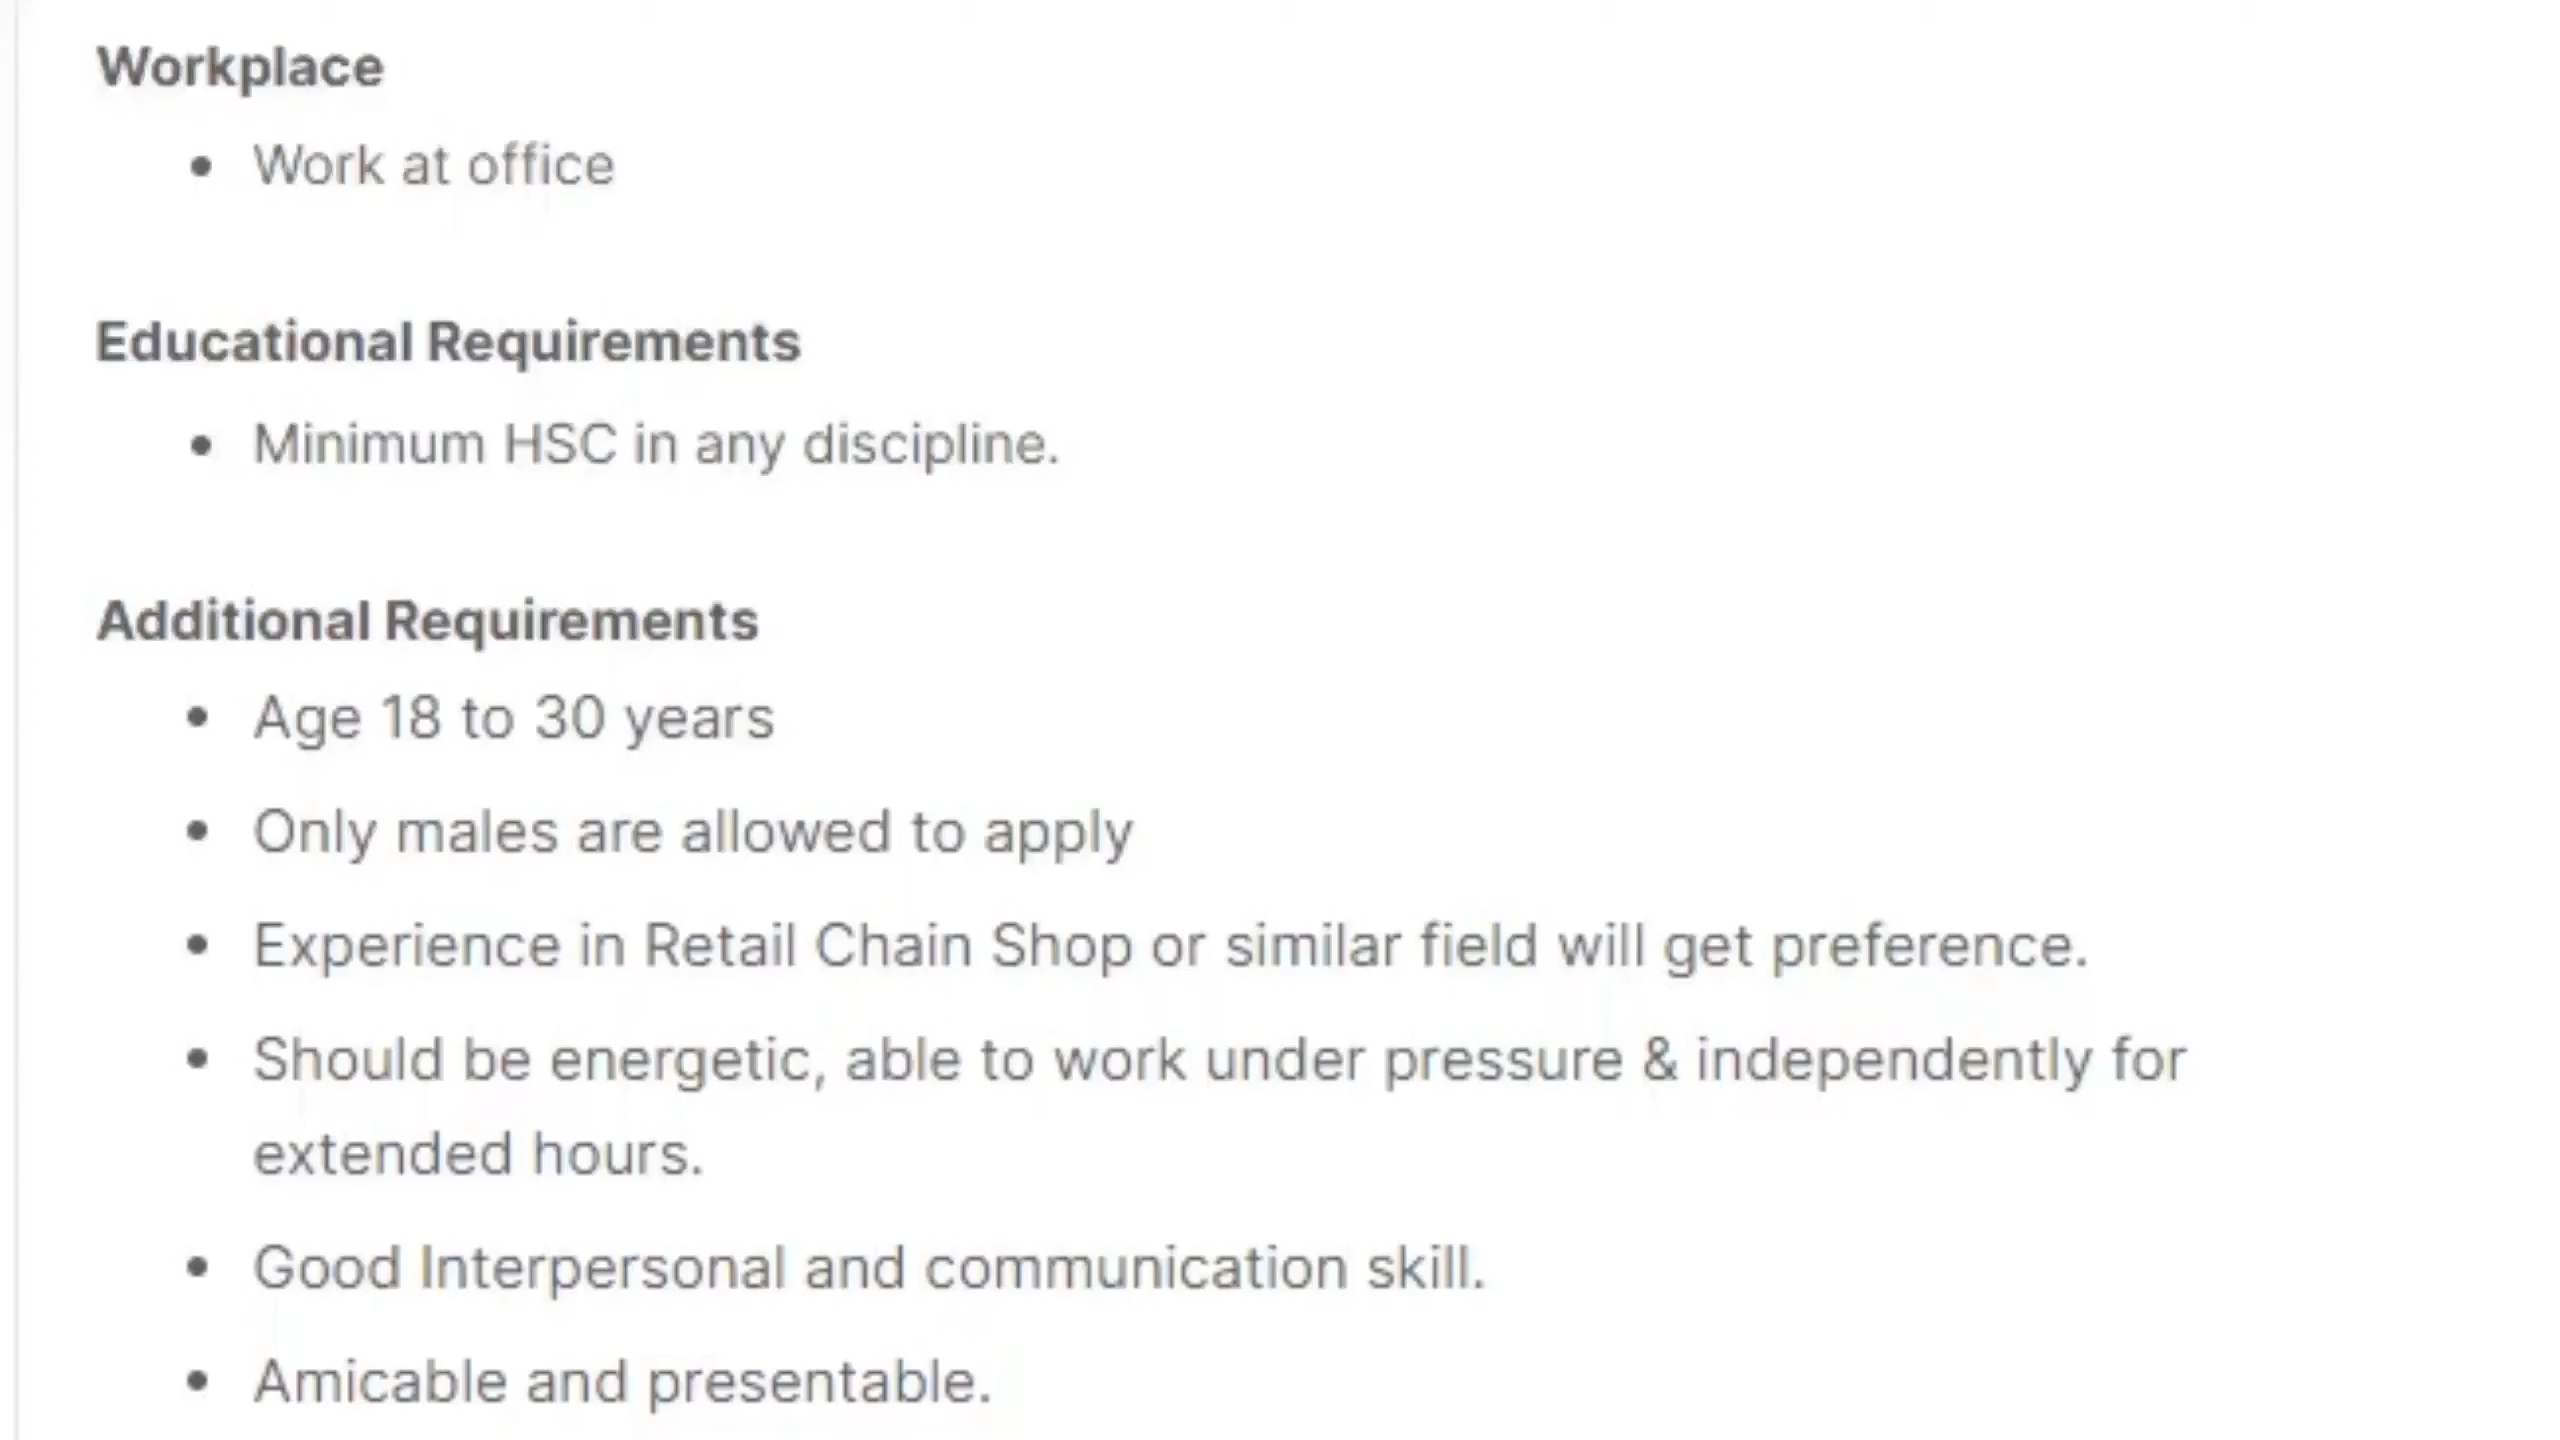 Workplace
• Work at office
Educational Requirements
• Minimum HSC in any discipline.
Additional Requirements
• Age 18 to 30 years
• Only males are allowed to apply
• Experience in Retail Chain Shop or similar field will get preference.
• Should be energetic, able to work under pressure & independently for
extended hours.
• Good Interpersonal and communication skill.
• Amicable and presentable.